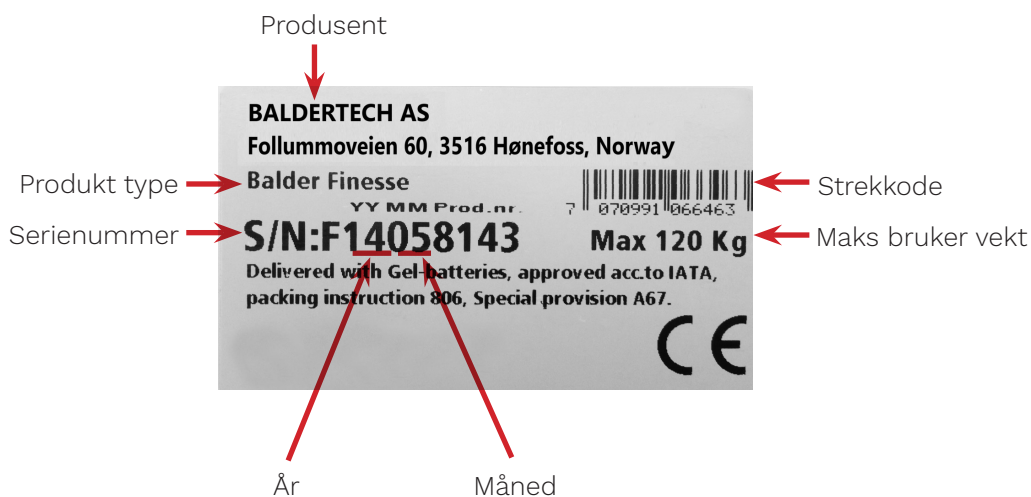 Produsent
BALDERTECH AS
Follummoveien 60, 3516 Hønefoss, Norway
Produkt type
Balder Finesse
Strekkode
YY MM Prod.nr.
7 070991 066463
Serienummer
S/N:F14058143
Max 120 Kg
Maks bruker vekt
Delivered with Gel-batteries, approved acc.to IATA,
packing instruction 806, Special provision A67.
CE
År
Måned